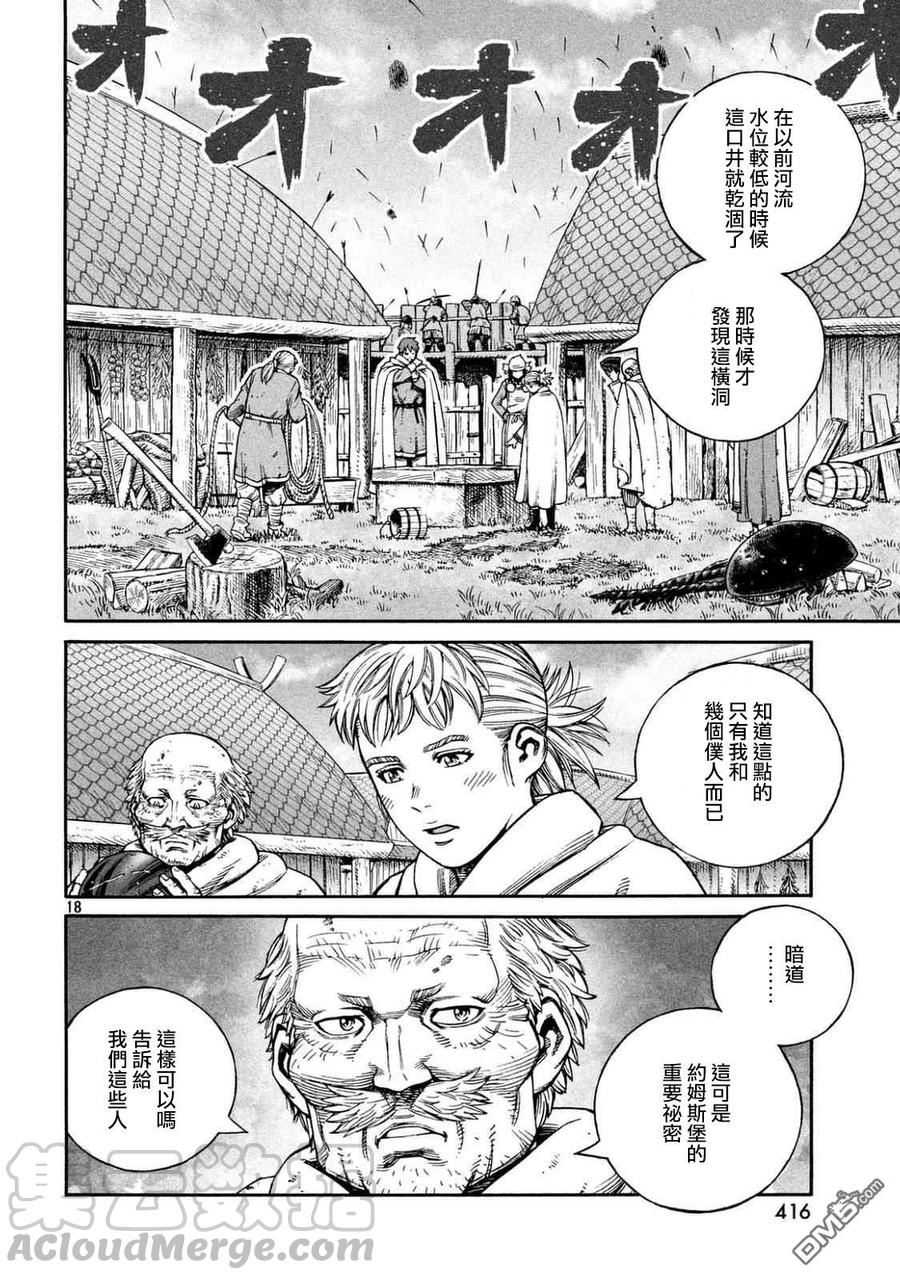 オオオオオ
在以前河流
水位較低的時候
這口井就乾涸了
那時候才
發現這橫洞
知道這點的
只有我和
幾個僕人而已
18
暗道
………
這可是
約姆斯堡的
重要祕密
這樣可以嗎
告訴給
我們這些人
416
DM5.com
集云数据
AcloudMerge.com